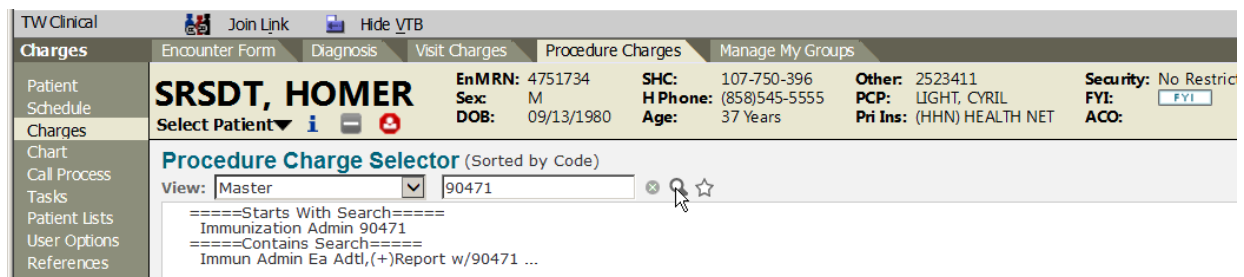 TW Clinical Join Link Hide VTB
Charges Encounter Form Diagnosis Visit Charges Procedure Charges Manage My Groups
Patient
Schedule
Charges
Chart
Call Process
Tasks
Patient Lists
User Options
References
SRSDT, HOMER
Select Patient▼ i
EnMRN: 4751734 SHC: 107-750-396 Other: 2523411 Security: No Restrict
Sex: M H Phone: (858)545-5555 PCP: LIGHT, CYRIL FYI: FYI
DOB: 09/13/1980 Age: 37 Years Pri Ins: (HHN) HEALTH NET ACO:
Procedure Charge Selector (Sorted by Code)
View: Master 90471
=====Starts With Search=====
Immunization Admin 90471
=====Contains Search=====
Immun Admin Ea Adtl,(+)Report w/90471 ...